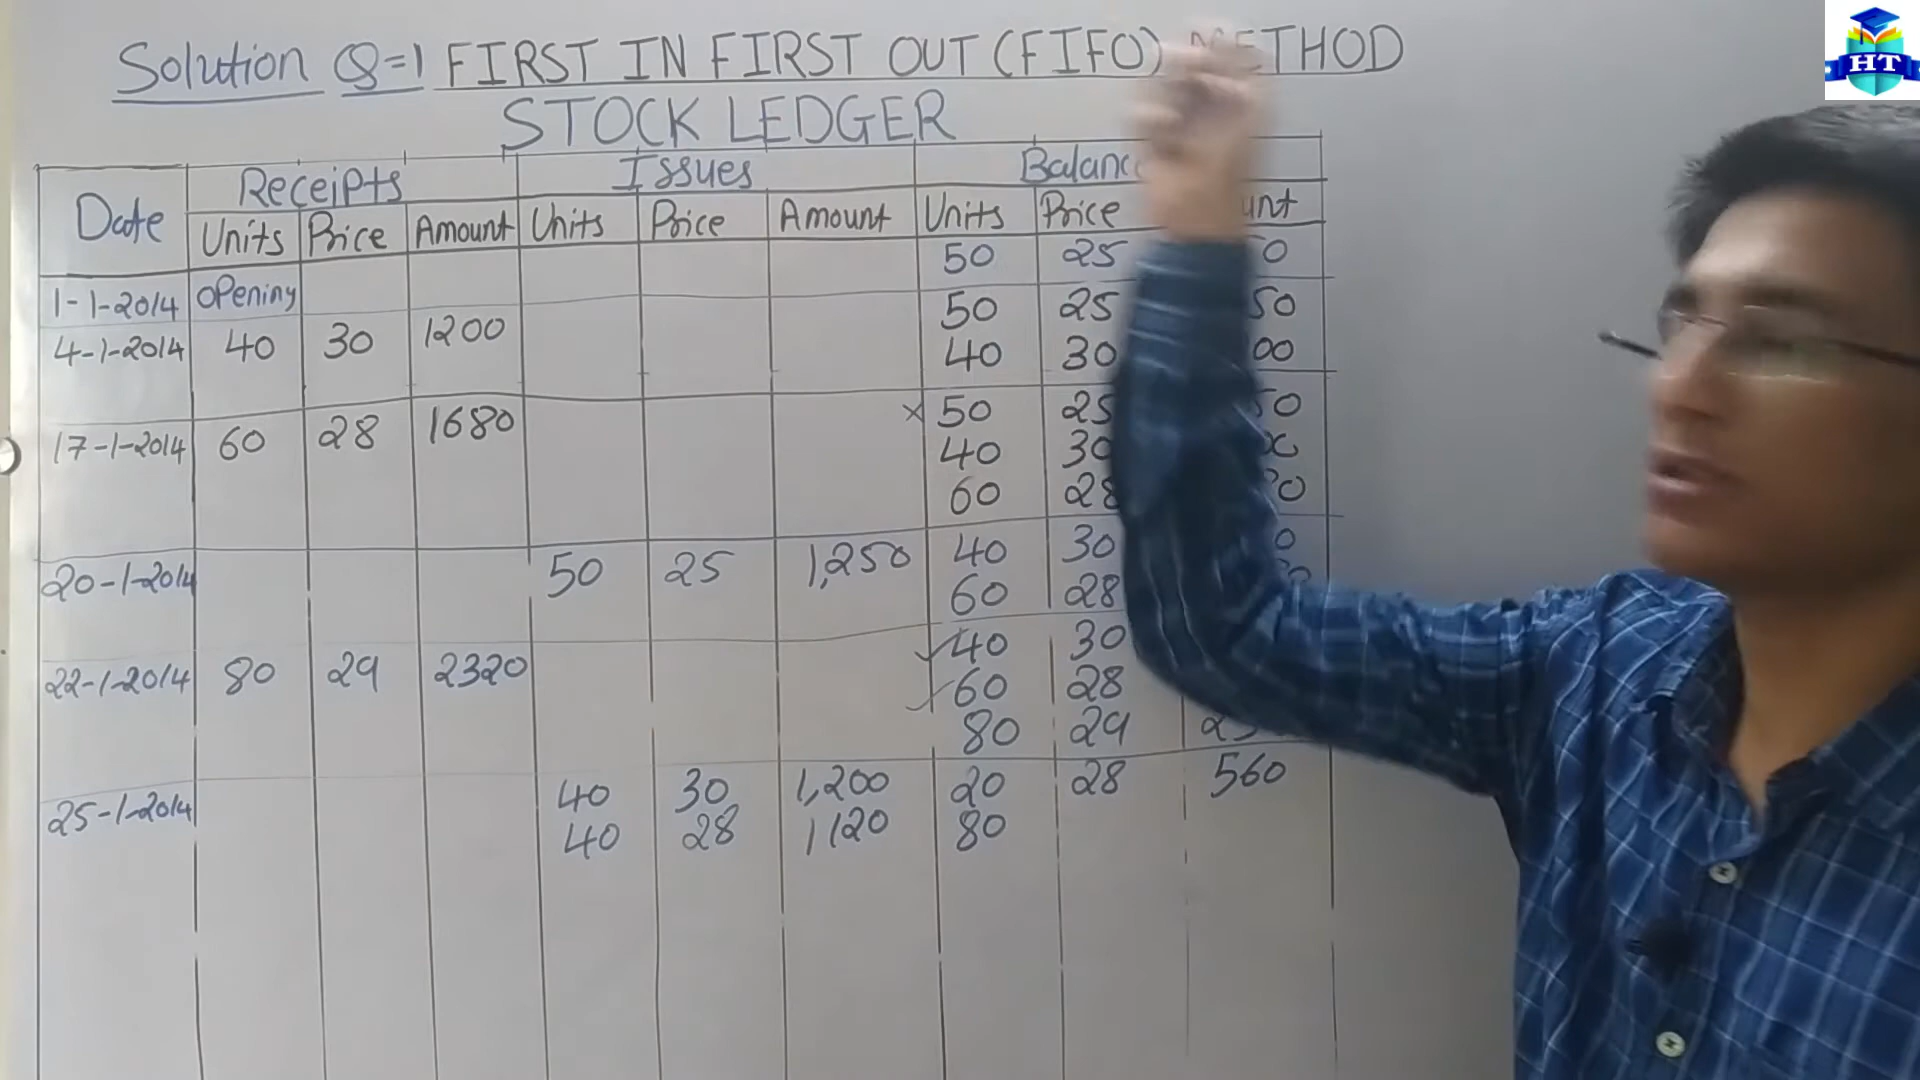 HT
Solution Q=1 FIRST IN FIRST OUT (FIFO) METHOD
STOCK LEDGER
Date Receipts Issues
Units Price Amount Units Price Amount Units Price
50 25
1-1-2014 Opening
50 25
4-1-2014 40 30 1200 40 30
17-1-2014 60 28 1680 × 50 25
40 30
60 28
20-1-2014 50 25 1,250 40 30
60 28
22-1-2014 80 29 2320 ✓ 40 30
✓ 60 28
80 29
25-1-2014 40 30 1,200 20 28 560
40 28 1120 80